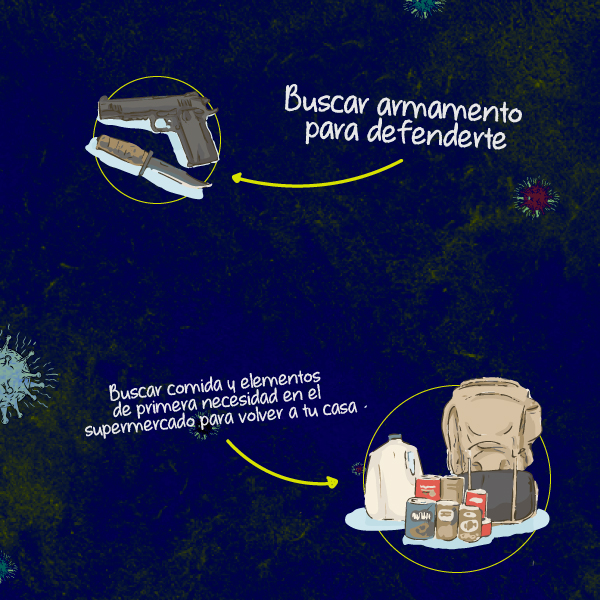 Buscar armamento
para defenderte
Buscar comida y elementos
de primera necesidad en el
supermercado para volver a tu casa .